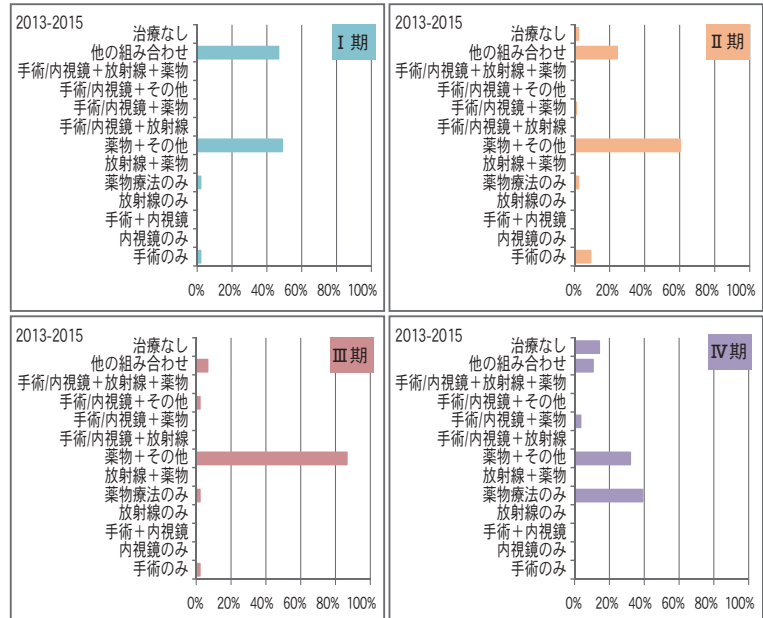 2013-2015
Ⅰ期
治療なし
他の組み合わせ
手術/内視鏡＋放射線＋薬物
手術/内視鏡＋その他
手術/内視鏡＋薬物
手術/内視鏡＋放射線
薬物＋その他
放射線＋薬物
薬物療法のみ
放射線のみ
手術＋内視鏡
内視鏡のみ
手術のみ
0% 20% 40% 60% 80% 100%
2013-2015
Ⅱ期
治療なし
他の組み合わせ
手術/内視鏡＋放射線＋薬物
手術/内視鏡＋その他
手術/内視鏡＋薬物
手術/内視鏡＋放射線
薬物＋その他
放射線＋薬物
薬物療法のみ
放射線のみ
手術＋内視鏡
内視鏡のみ
手術のみ
0% 20% 40% 60% 80% 100%
2013-2015
Ⅲ期
治療なし
他の組み合わせ
手術/内視鏡＋放射線＋薬物
手術/内視鏡＋その他
手術/内視鏡＋薬物
手術/内視鏡＋放射線
薬物＋その他
放射線＋薬物
薬物療法のみ
放射線のみ
手術＋内視鏡
内視鏡のみ
手術のみ
0% 20% 40% 60% 80% 100%
2013-2015
Ⅳ期
治療なし
他の組み合わせ
手術/内視鏡＋放射線＋薬物
手術/内視鏡＋その他
手術/内視鏡＋薬物
手術/内視鏡＋放射線
薬物＋その他
放射線＋薬物
薬物療法のみ
放射線のみ
手術＋内視鏡
内視鏡のみ
手術のみ
0% 20% 40% 60% 80% 100%